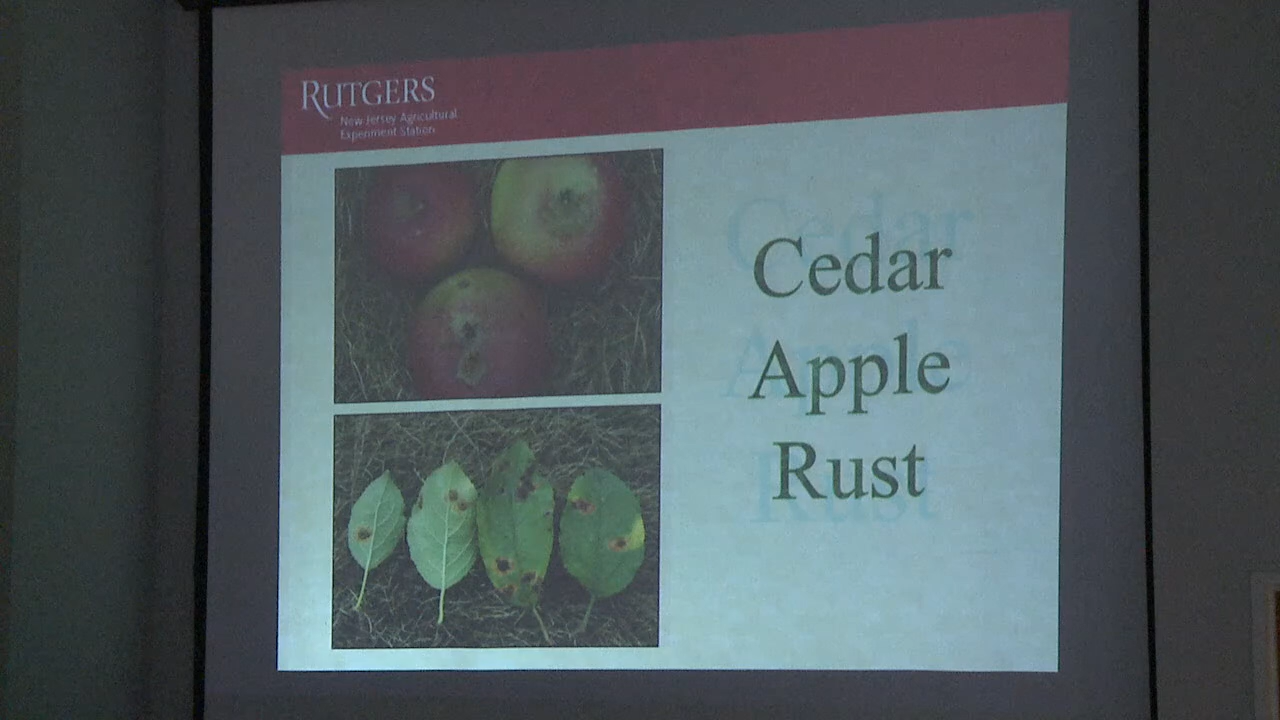 RUTGERS
New Jersey Agricultural
Experiment Station
Cedar
Apple
Rust